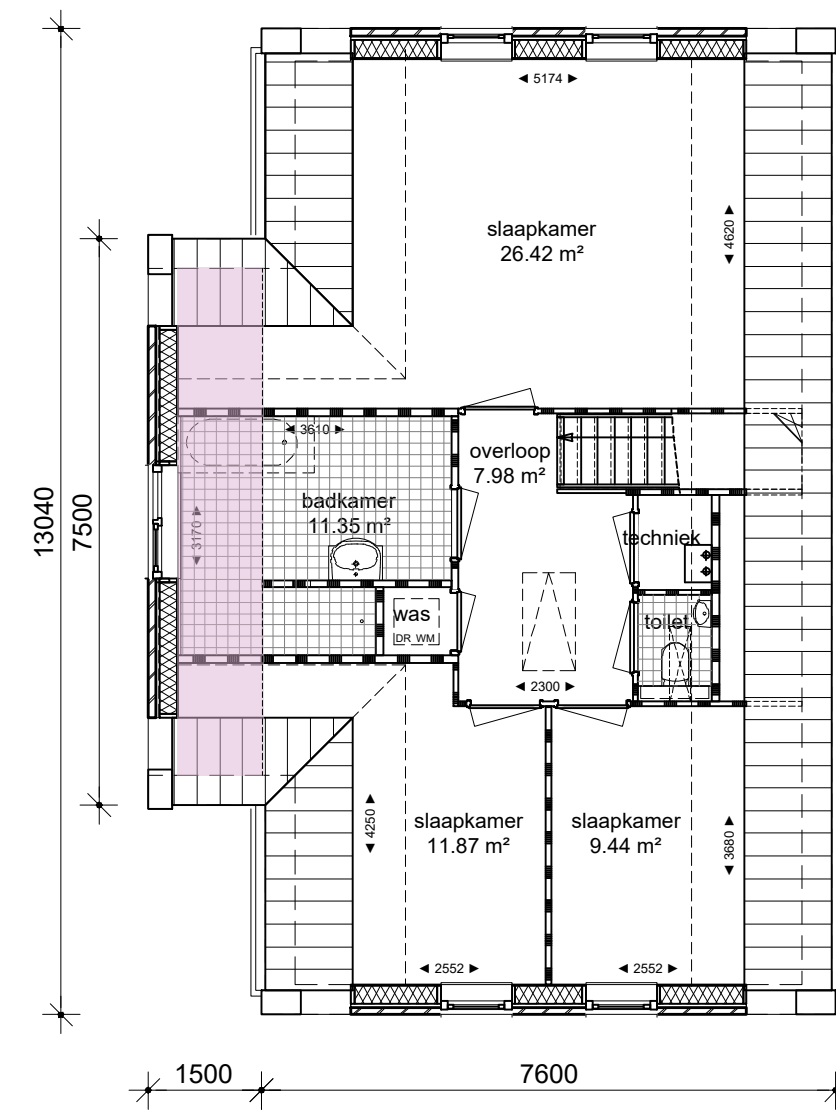 5174
slaapkamer
26.42 m²
4620
13040
7500
3610
overloop
7.98 m²
badkamer
11.35 m²
3170
techniek
was
DR WM
toilet
2300
slaapkamer
11.87 m²
4250
slaapkamer
9.44 m²
3680
2552
2552
1500
7600